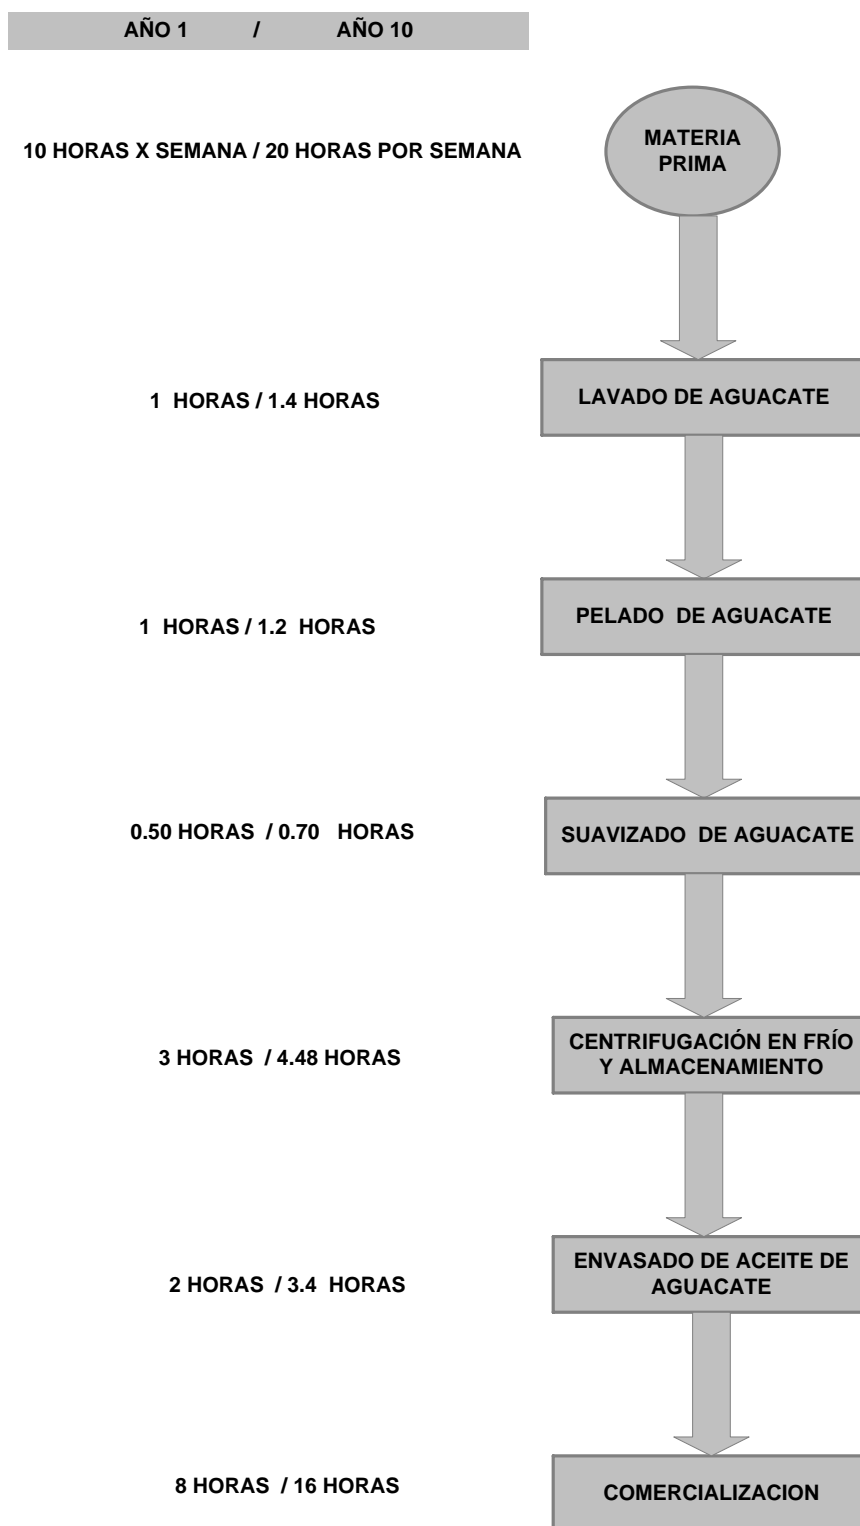 AÑO 1 / AÑO 10
10 HORAS X SEMANA / 20 HORAS POR SEMANA
MATERIA
PRIMA
1 HORAS / 1.4 HORAS
LAVADO DE AGUACATE
1 HORAS / 1.2 HORAS
PELADO DE AGUACATE
0.50 HORAS / 0.70 HORAS
SUAVIZADO DE AGUACATE
3 HORAS / 4.48 HORAS
CENTRIFUGACIÓN EN FRÍO
Y ALMACENAMIENTO
2 HORAS / 3.4 HORAS
ENVASADO DE ACEITE DE
AGUACATE
8 HORAS / 16 HORAS
COMERCIALIZACION